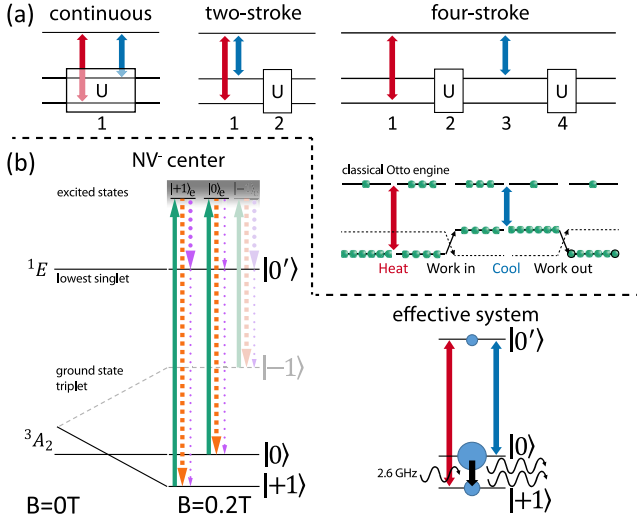 (a) continuous two-stroke four-stroke
U U U U
1 1 2 1 2 3 4
(b) NV⁻ center
classical Otto engine
excited states |+1⟩e |0⟩e
Heat Work in Cool Work out
¹E |0'⟩
lowest singlet
effective system
|0'⟩
ground state
triplet
|−1⟩
³A₂ |0⟩ |0⟩
2.6 GHz
|+1⟩ |+1⟩
B=0T B=0.2T